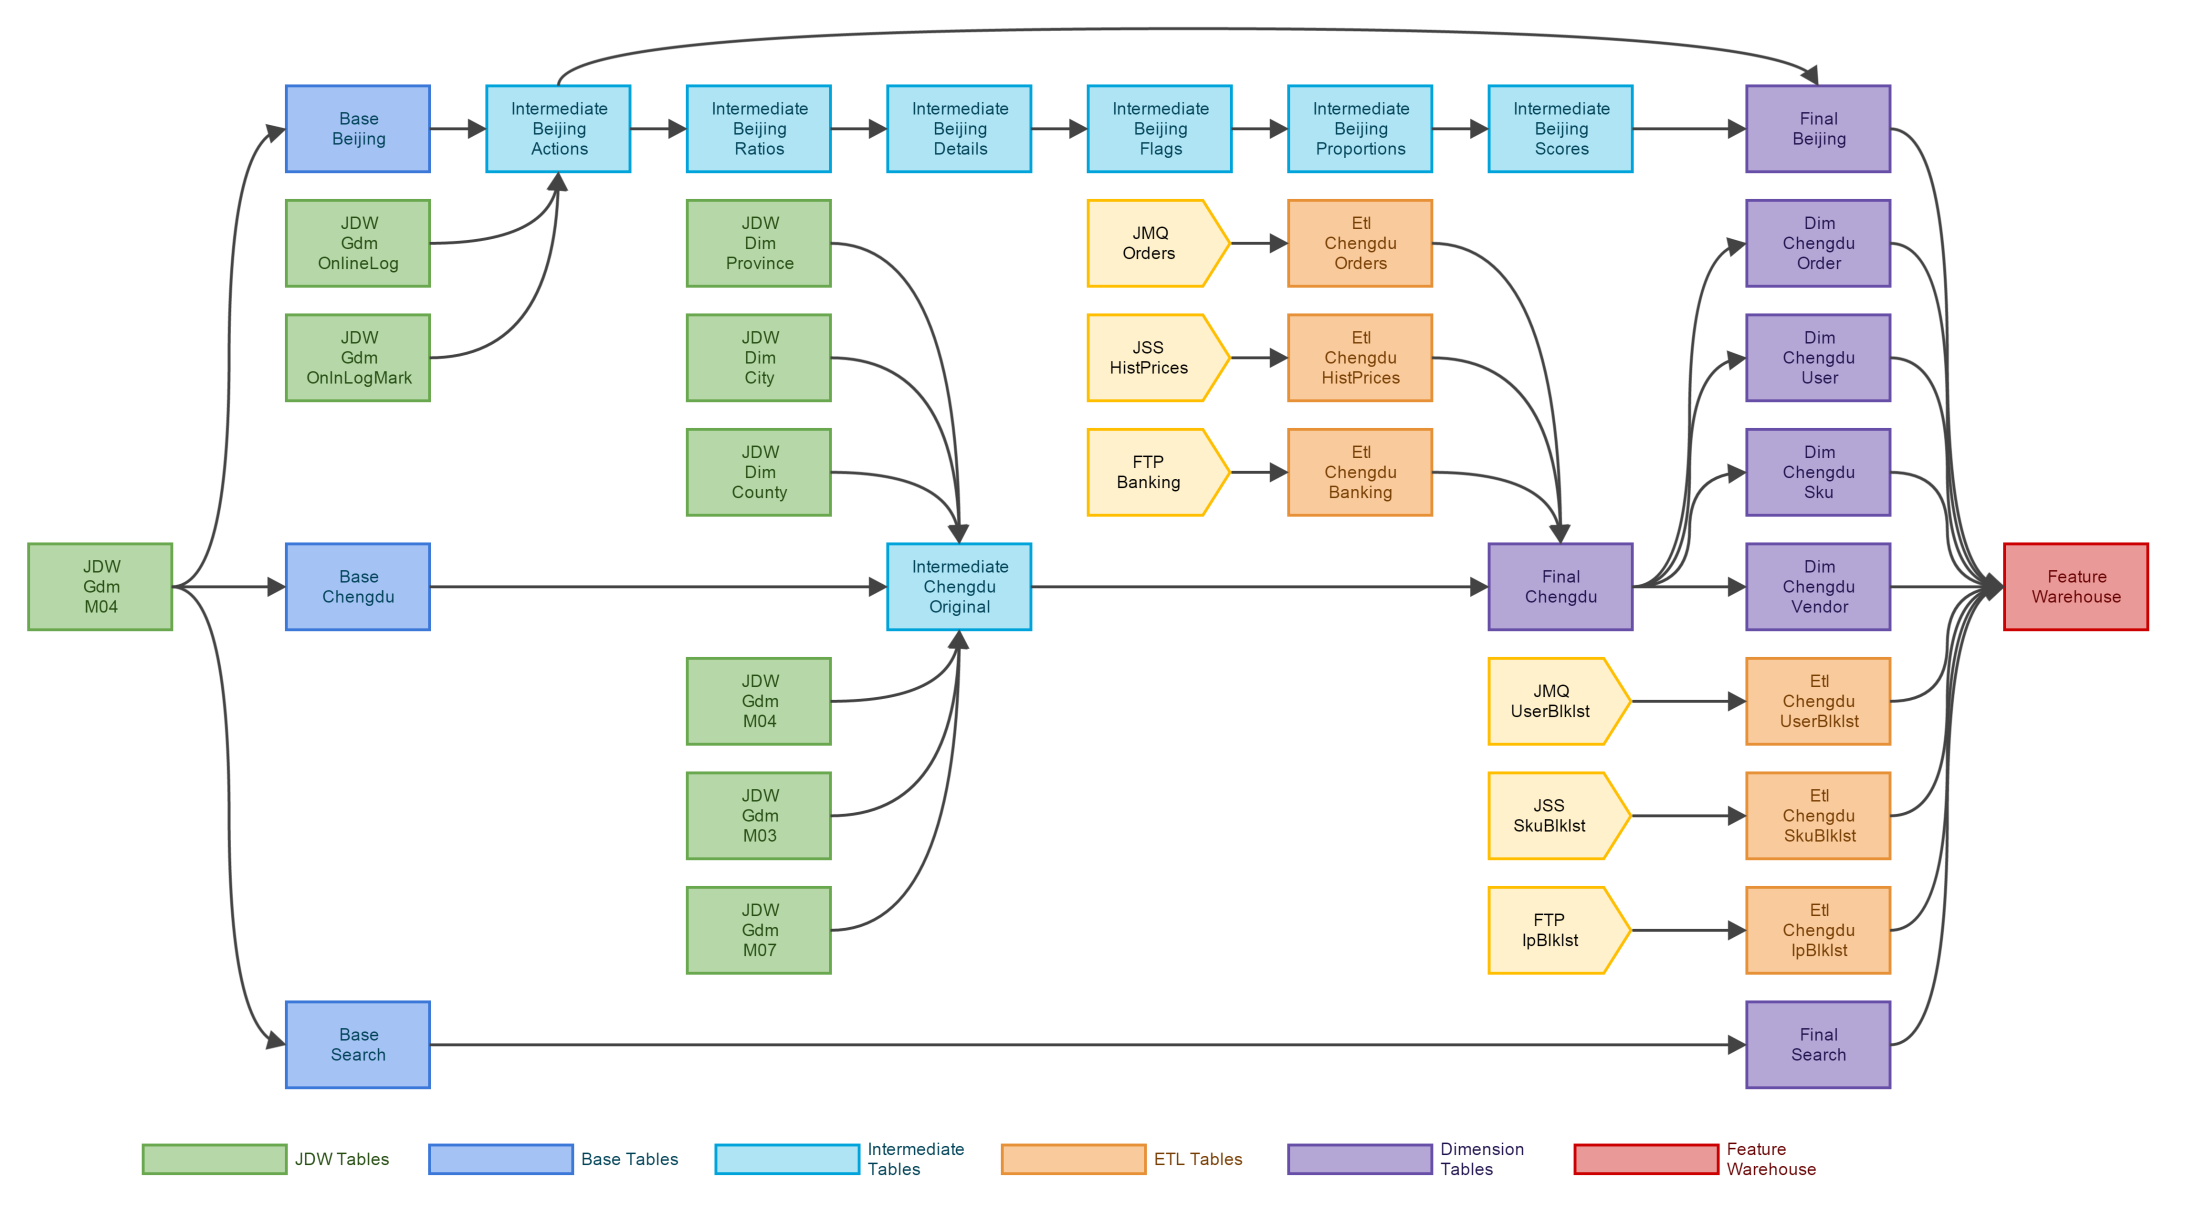 Base
Beijing
Intermediate
Beijing
Actions
Intermediate
Beijing
Ratios
Intermediate
Beijing
Details
Intermediate
Beijing
Flags
Intermediate
Beijing
Proportions
Intermediate
Beijing
Scores
Final
Beijing
JDW
Gdm
OnlineLog
JDW
Dim
Province
JMQ
Orders
Etl
Chengdu
Orders
Dim
Chengdu
Order
JDW
Gdm
OnlnLogMark
JDW
Dim
City
JSS
HistPrices
Etl
Chengdu
HistPrices
Dim
Chengdu
User
JDW
Dim
County
FTP
Banking
Etl
Chengdu
Banking
Dim
Chengdu
Sku
JDW
Gdm
M04
Base
Chengdu
Intermediate
Chengdu
Original
Final
Chengdu
Dim
Chengdu
Vendor
Feature
Warehouse
JDW
Gdm
M04
JMQ
UserBlklst
Etl
Chengdu
UserBlklst
JDW
Gdm
M03
JSS
SkuBlklst
Etl
Chengdu
SkuBlklst
JDW
Gdm
M07
FTP
IpBlklst
Etl
Chengdu
IpBlklst
Base
Search
Final
Search
JDW Tables
Base Tables
Intermediate
Tables
ETL Tables
Dimension
Tables
Feature
Warehouse